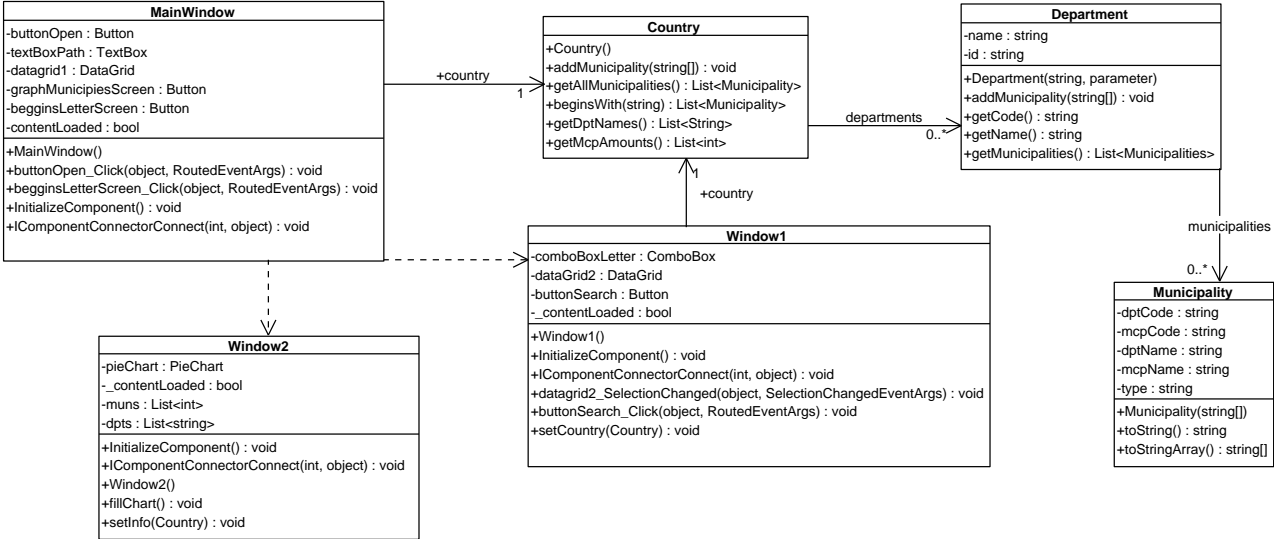 MainWindow
-buttonOpen : Button
-textBoxPath : TextBox
-datagrid1 : DataGrid
-graphMunicipiesScreen : Button
-begginsLetterScreen : Button
-contentLoaded : bool
+MainWindow()
+buttonOpen_Click(object, RoutedEventArgs) : void
+begginsLetterScreen_Click(object, RoutedEventArgs) : void
+InitializeComponent() : void
+IComponentConnectorConnect(int, object) : void
+country
1
Country
+Country()
+addMunicipality(string[]) : void
+getAllMunicipalities() : List<Municipality>
+beginsWith(string) : List<Municipality>
+getDptNames() : List<String>
+getMcpAmounts() : List<int>
departments
0..*
Department
-name : string
-id : string
+Department(string, parameter)
+addMunicipality(string[]) : void
+getCode() : string
+getName() : string
+getMunicipalities() : List<Municipalities>
1
+country
municipalities
0..*
Window1
-comboBoxLetter : ComboBox
-dataGrid2 : DataGrid
-buttonSearch : Button
-_contentLoaded : bool
+Window1()
+InitializeComponent() : void
+IComponentConnectorConnect(int, object) : void
+datagrid2_SelectionChanged(object, SelectionChangedEventArgs) : void
+buttonSearch_Click(object, RoutedEventArgs) : void
+setCountry(Country) : void
Municipality
-dptCode : string
-mcpCode : string
-dptName : string
-mcpName : string
-type : string
+Municipality(string[])
+toString() : string
+toStringArray() : string[]
Window2
-pieChart : PieChart
-_contentLoaded : bool
-muns : List<int>
-dpts : List<string>
+InitializeComponent() : void
+IComponentConnectorConnect(int, object) : void
+Window2()
+fillChart() : void
+setInfo(Country) : void